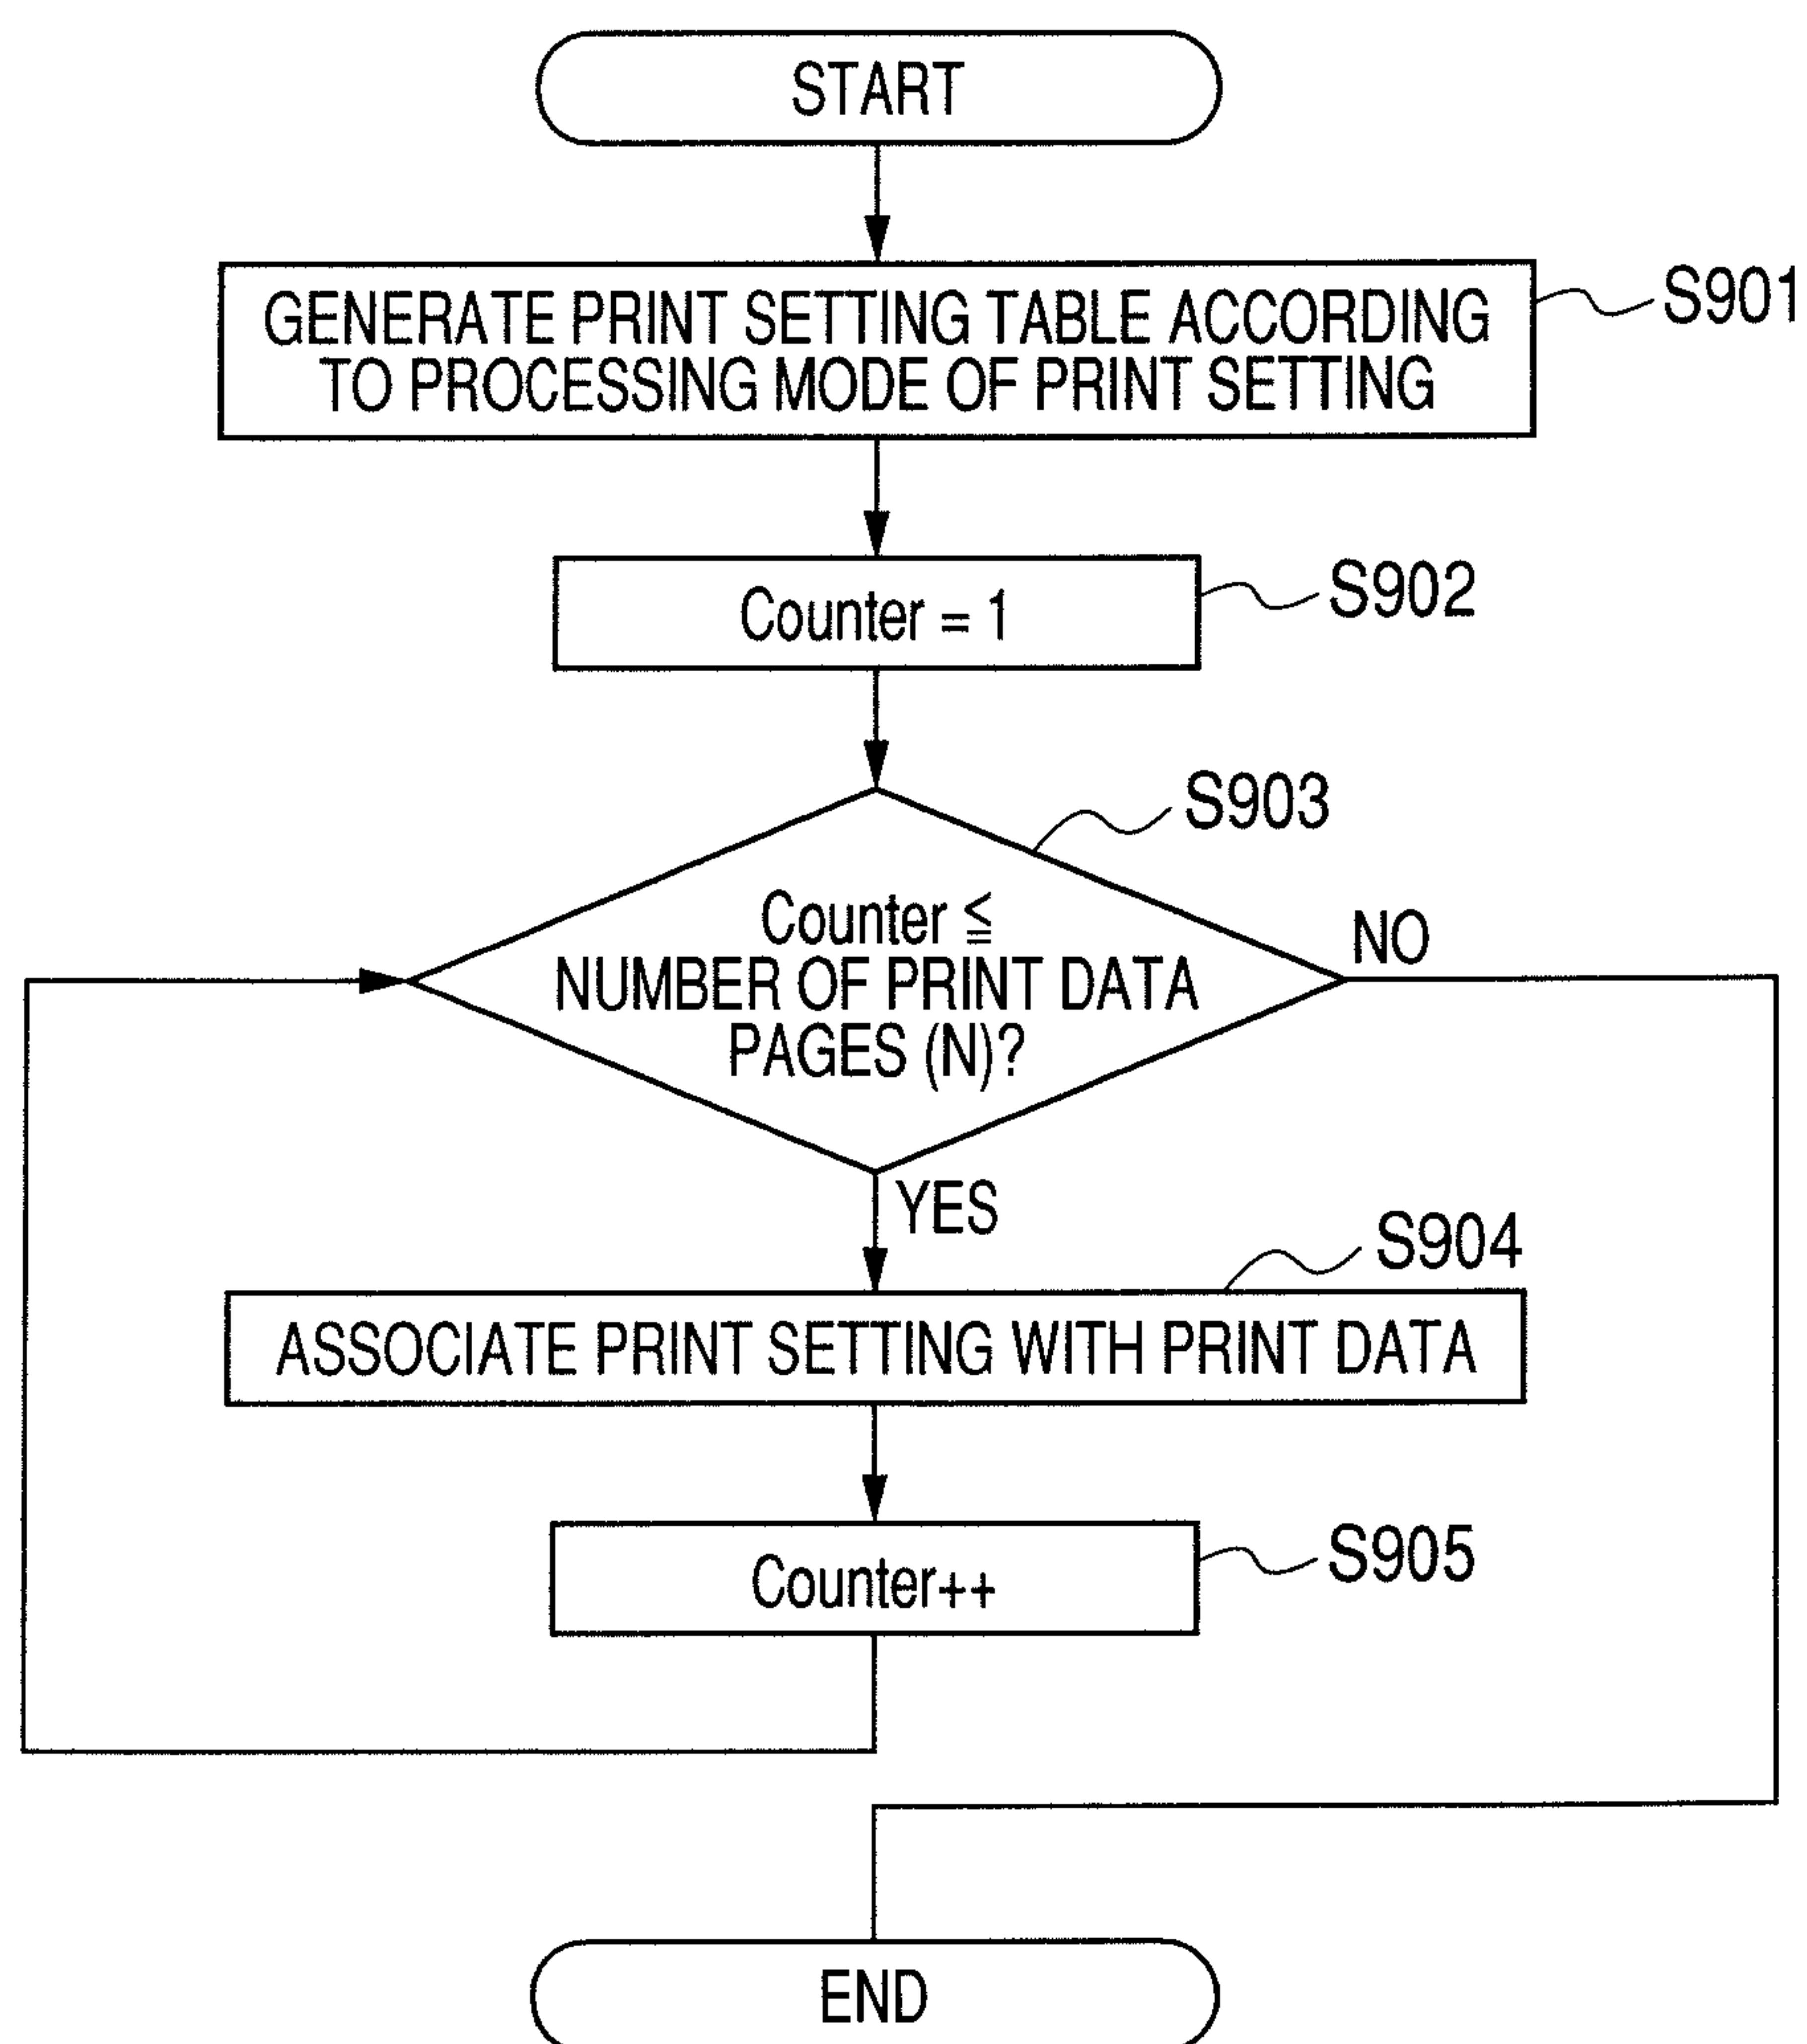 START
GENERATE PRINT SETTING TABLE ACCORDING
TO PROCESSING MODE OF PRINT SETTING
S901
Counter = 1
S902
S903
Counter ≦
NUMBER OF PRINT DATA
PAGES (N)?
NO
YES
S904
ASSOCIATE PRINT SETTING WITH PRINT DATA
Counter++
S905
END